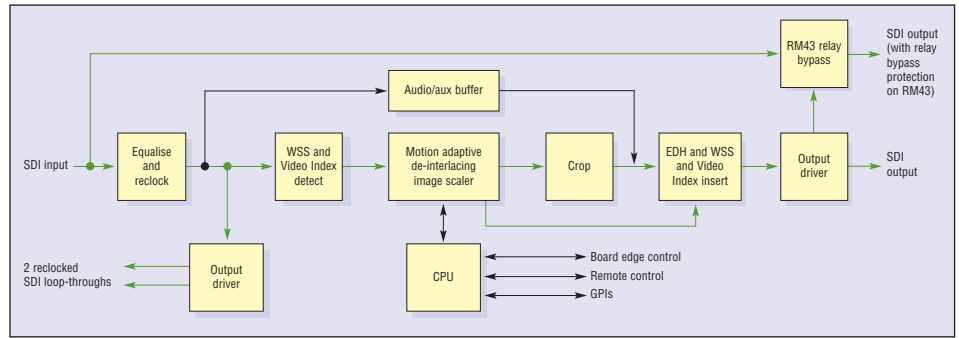 RM43 relay
bypass
SDI output
(with relay
bypass
protection
on RM43)
Audio/aux buffer
SDI input
Equalise
and
reclock
WSS and
Video Index
detect
Motion adaptive
de-interlacing
image scaler
Crop
EDH and WSS
and Video
Index insert
Output
driver
SDI
output
2 reclocked
SDI loop-throughs
Output
driver
CPU
Board edge control
Remote control
GPIs